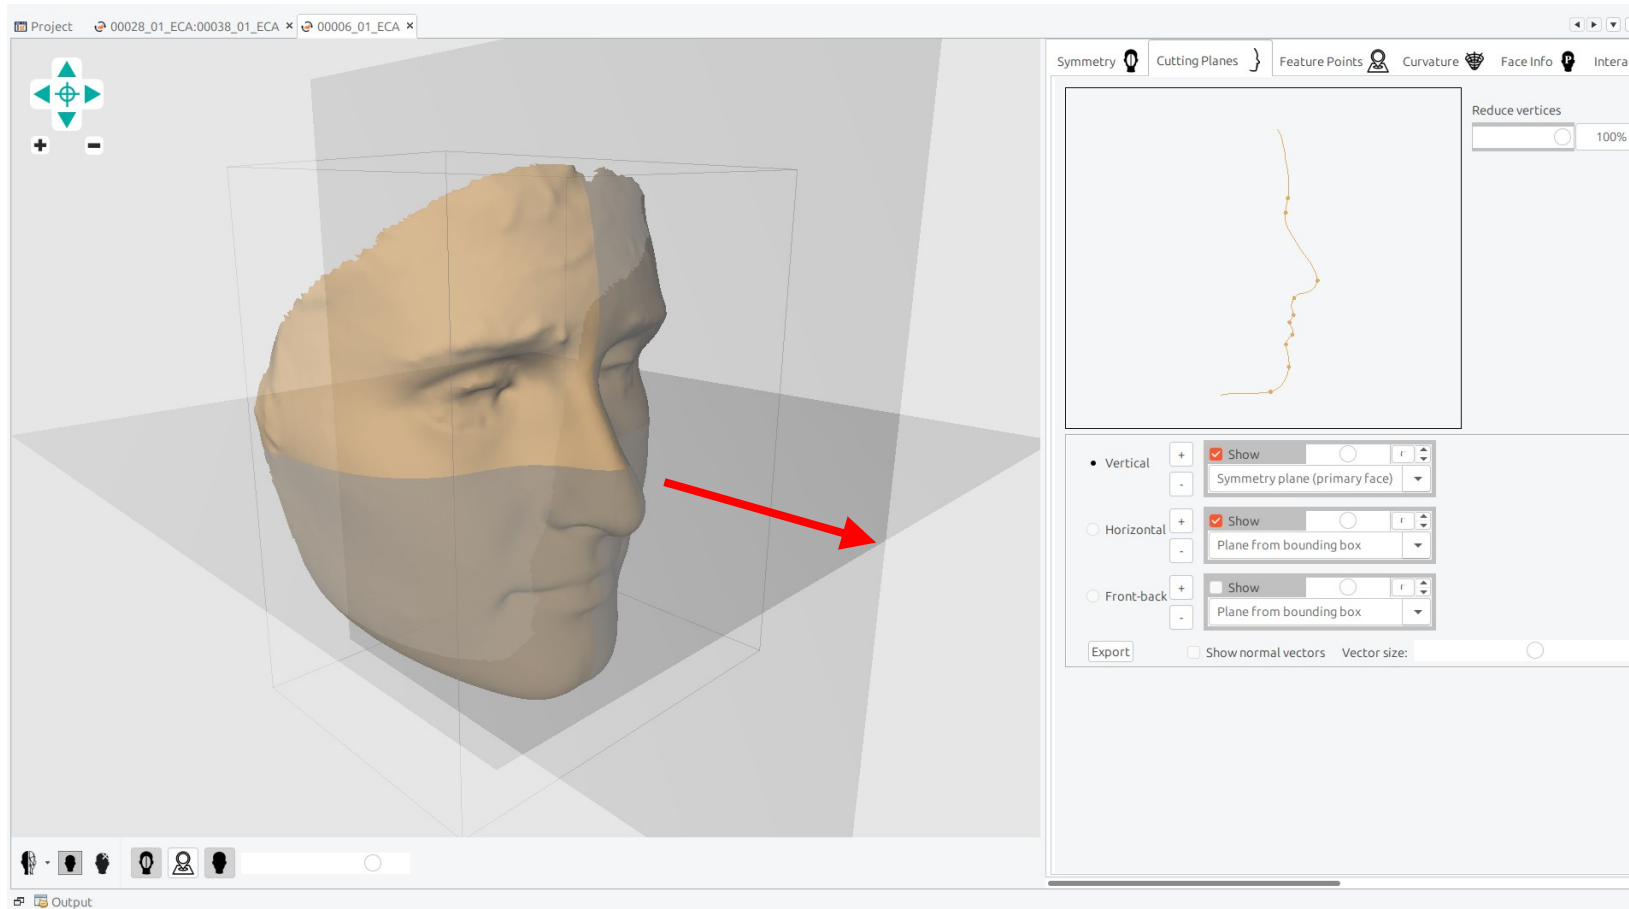 Project 00028_01_ECA:00038_01_ECA × 00006_01_ECA ×
Symmetry Cutting Planes Feature Points Curvature Face Info Intera
Reduce vertices
100%
Vertical + Show
- Symmetry plane (primary face)
Horizontal + Show
- Plane from bounding box
Front-back + Show
- Plane from bounding box
Export Show normal vectors Vector size:
Output